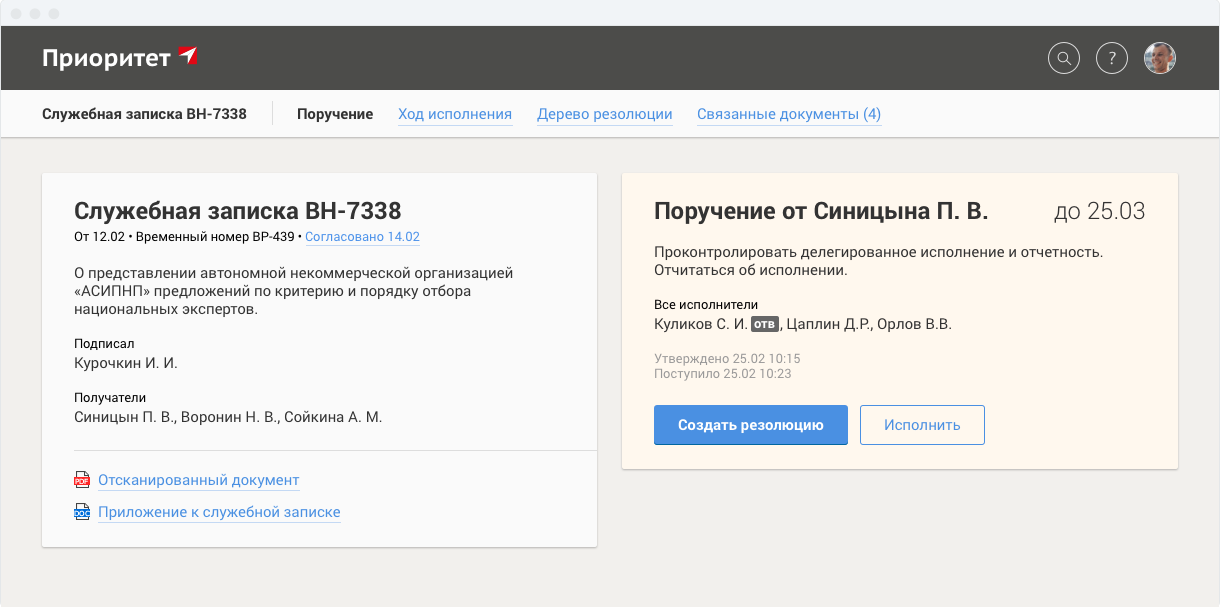 Приоритет
?
Служебная записка ВН-7338
Поручение
Ход исполнения
Дерево резолюции
Связанные документы (4)
Служебная записка ВН-7338
От 12.02 • Временный номер ВР-439 • Согласовано 14.02
О представлении автономной некоммерческой организацией
«АСИПНП» предложений по критерию и порядку отбора
национальных экспертов.
Подписал
Курочкин И. И.
Получатели
Синицын П. В., Воронин Н. В., Сойкина А. М.
PDF Отсканированный документ
DOC Приложение к служебной записке
Поручение от Синицына П. В.
до 25.03
Проконтролировать делегированное исполнение и отчетность.
Отчитаться об исполнении.
Все исполнители
Куликов С. И. отв, Цаплин Д.Р., Орлов В.В.
Утверждено 25.02 10:15
Поступило 25.02 10:23
Создать резолюцию
Исполнить